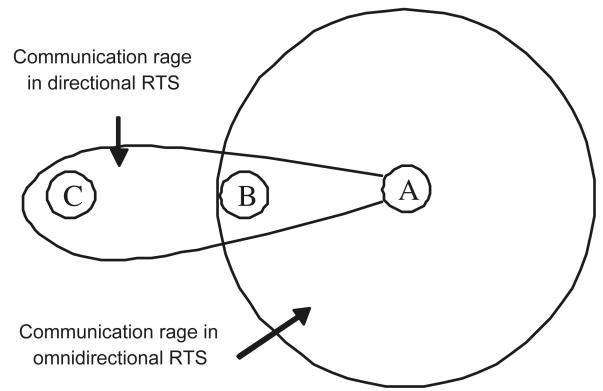 Communication rage
in directional RTS
C
B
A
Communication rage in
omnidirectional RTS